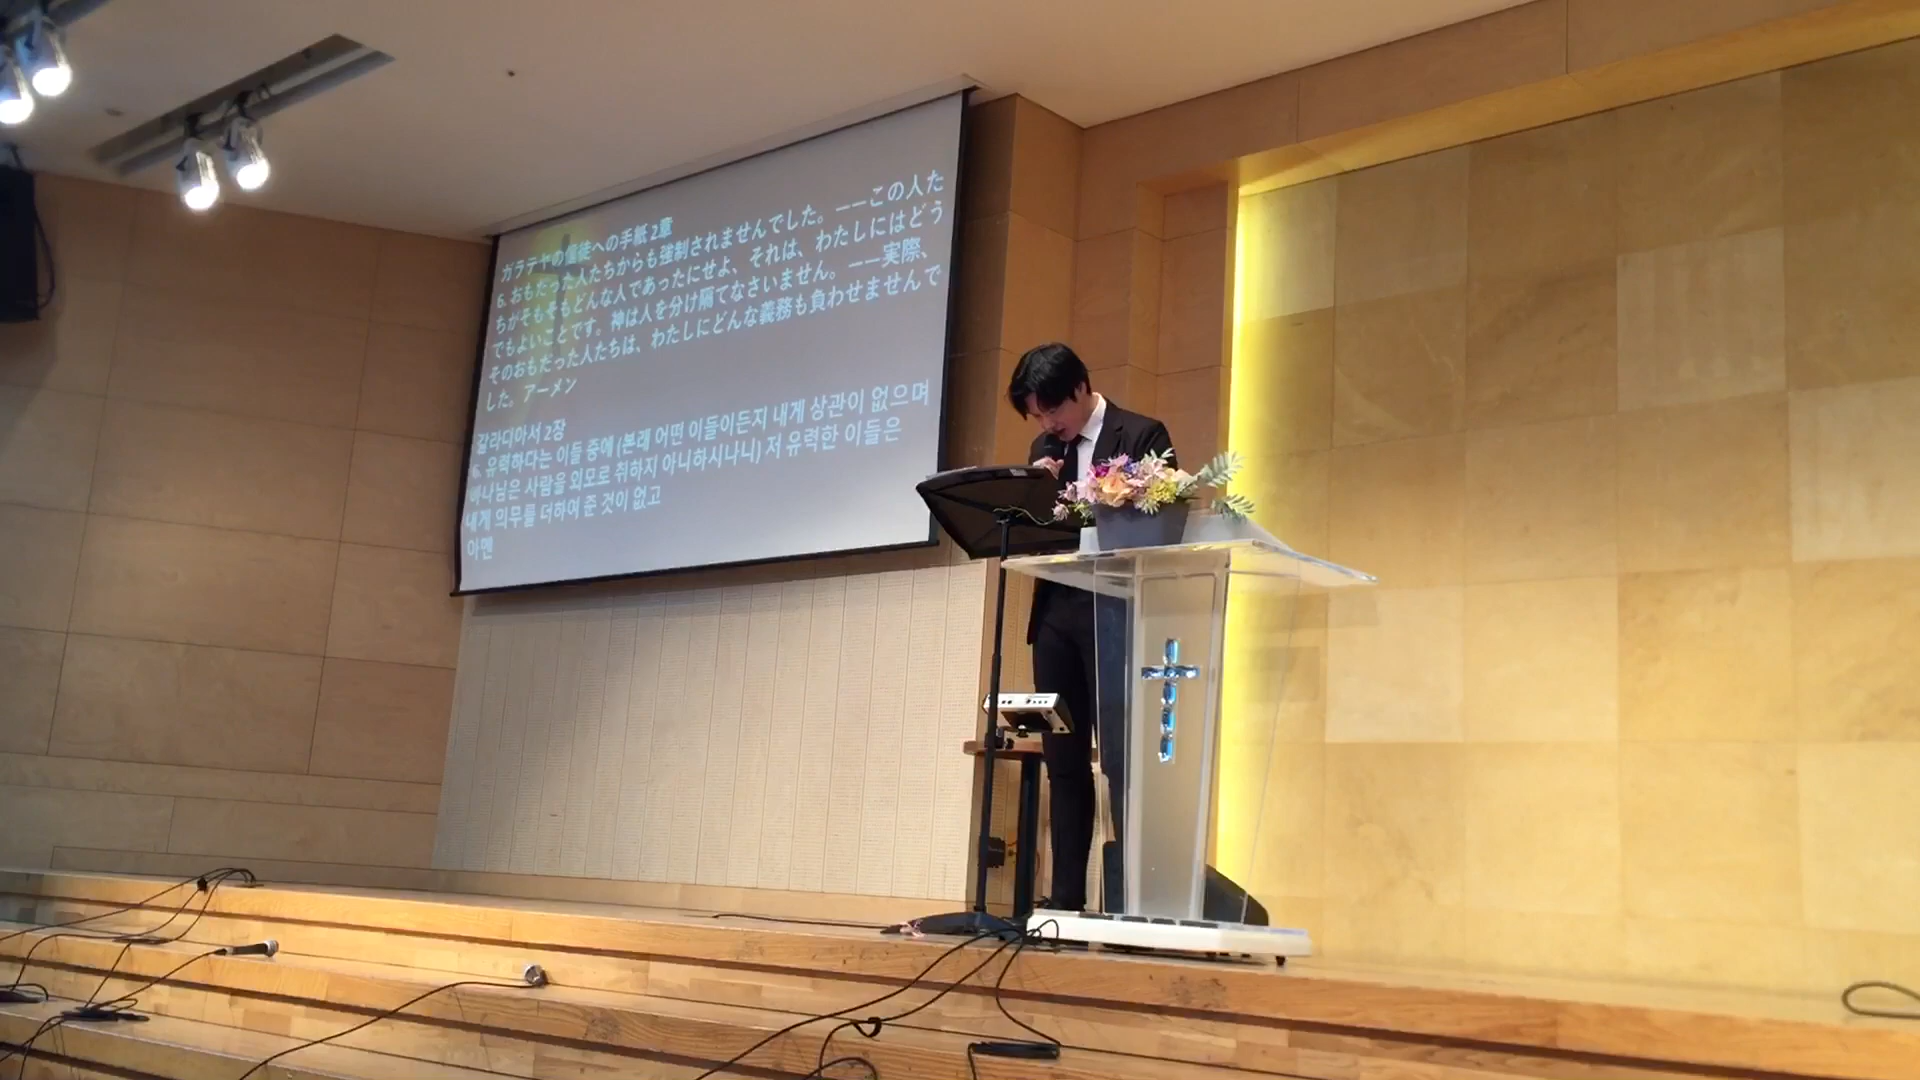 ガラテヤの信徒への手紙 2章
6. おもだった人たちからも強制されませんでした。——この人た
ちがそもそもどんな人であったにせよ、それは、わたしにはどう
でもよいことです。神は人を分け隔てなさいません。——実際、
そのおもだった人たちは、わたしにどんな義務も負わせませんで
した。アーメン
갈라디아서 2장
6. 유력하다는 이들 중에 (본래 어떤 이들이든지 내게 상관이 없으며
하나님은 사람을 외모로 취하지 아니하시나니) 저 유력한 이들은
내게 의무를 더하여 준 것이 없고
아멘